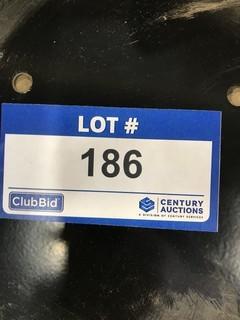 LOT #
186
ClubBid
CENTURY
AUCTIONS
A DIVISION OF CENTURY SERVICES